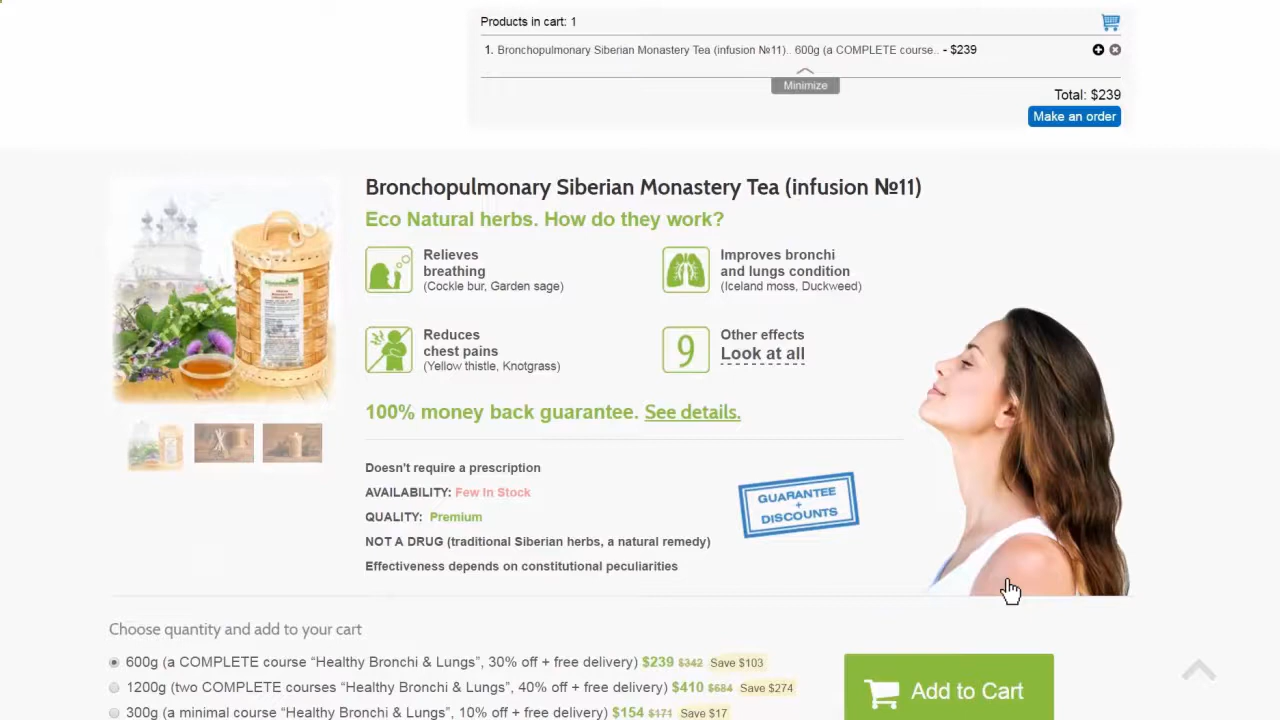 Products in cart: 1
1. Bronchopulmonary Siberian Monastery Tea (infusion №11).. 600g (a COMPLETE course.. - $239
Minimize
Total: $239
Make an order
Bronchopulmonary Siberian Monastery Tea (infusion №11)
Eco Natural herbs. How do they work?
Relieves
breathing
(Cockle bur, Garden sage)
Improves bronchi
and lungs condition
(Iceland moss, Duckweed)
Reduces
chest pains
(Yellow thistle, Knotgrass)
9
Other effects
Look at all
100% money back guarantee. See details.
Doesn't require a prescription
AVAILABILITY: Few In Stock
QUALITY: Premium
NOT A DRUG (traditional Siberian herbs, a natural remedy)
Effectiveness depends on constitutional peculiarities
GUARANTEE
+
DISCOUNTS
Choose quantity and add to your cart
600g (a COMPLETE course “Healthy Bronchi & Lungs”, 30% off + free delivery) $239 $342 Save $103
1200g (two COMPLETE courses “Healthy Bronchi & Lungs”, 40% off + free delivery) $410 $684 Save $274
300g (a minimal course “Healthy Bronchi & Lungs”, 10% off + free delivery) $154 $171 Save $17
Add to Cart